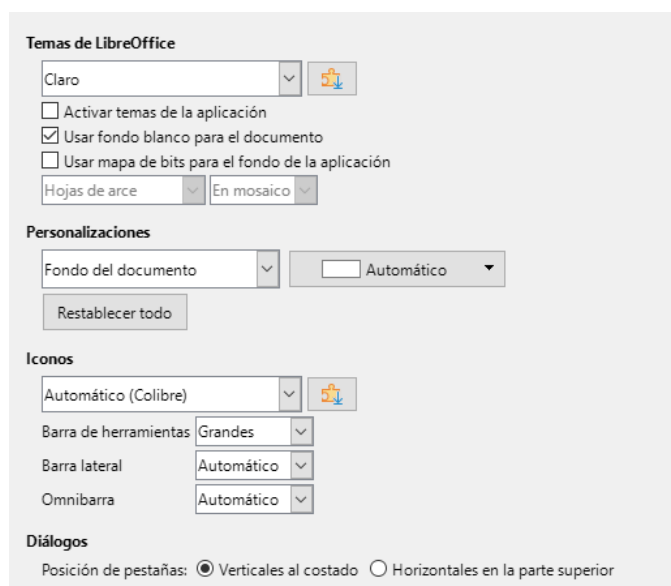 Temas de LibreOffice
Claro
Activar temas de la aplicación
Usar fondo blanco para el documento
Usar mapa de bits para el fondo de la aplicación
Hojas de arce En mosaico
Personalizaciones
Fondo del documento Automático
Restablecer todo
Iconos
Automático (Colibre)
Barra de herramientas Grandes
Barra lateral Automático
Omnibarra Automático
Diálogos
Posición de pestañas: Verticales al costado Horizontales en la parte superior